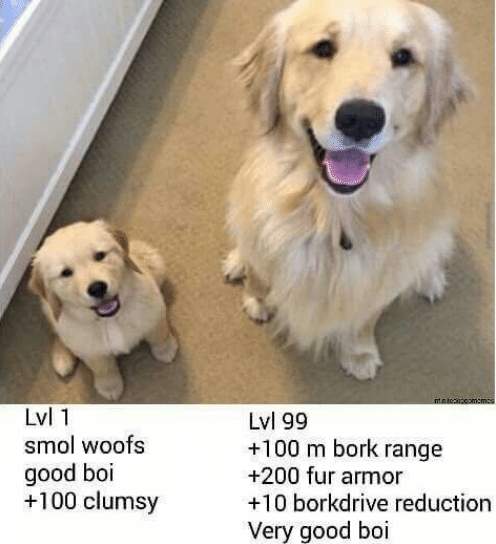 Lvl 1
smol woofs
good boi
+100 clumsy
Lvl 99
+100 m bork range
+200 fur armor
+10 borkdrive reduction
Very good boi